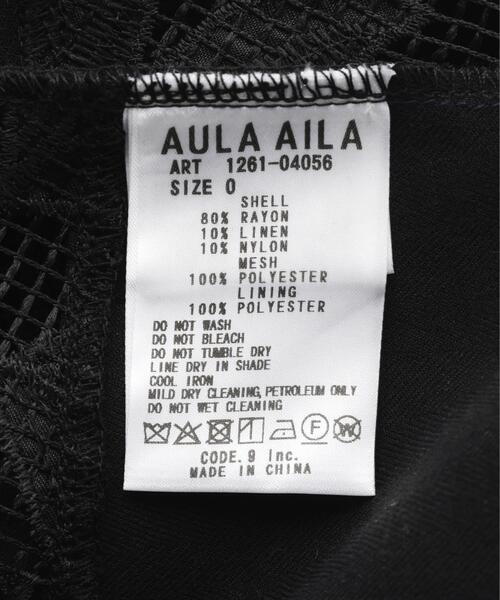 AULA AILA
ART 1261-04056
SIZE 0
SHELL
80% RAYON
10% LINEN
10% NYLON
MESH
100% POLYESTER
LINING
100% POLYESTER
DO NOT WASH
DO NOT BLEACH
DO NOT TUMBLE DRY
LINE DRY IN SHADE
COOL IRON
MILD DRY CLEANING, PETROLEUM ONLY
DO NOT WET CLEANING
F W
CODE. 9 Inc.
MADE IN CHINA